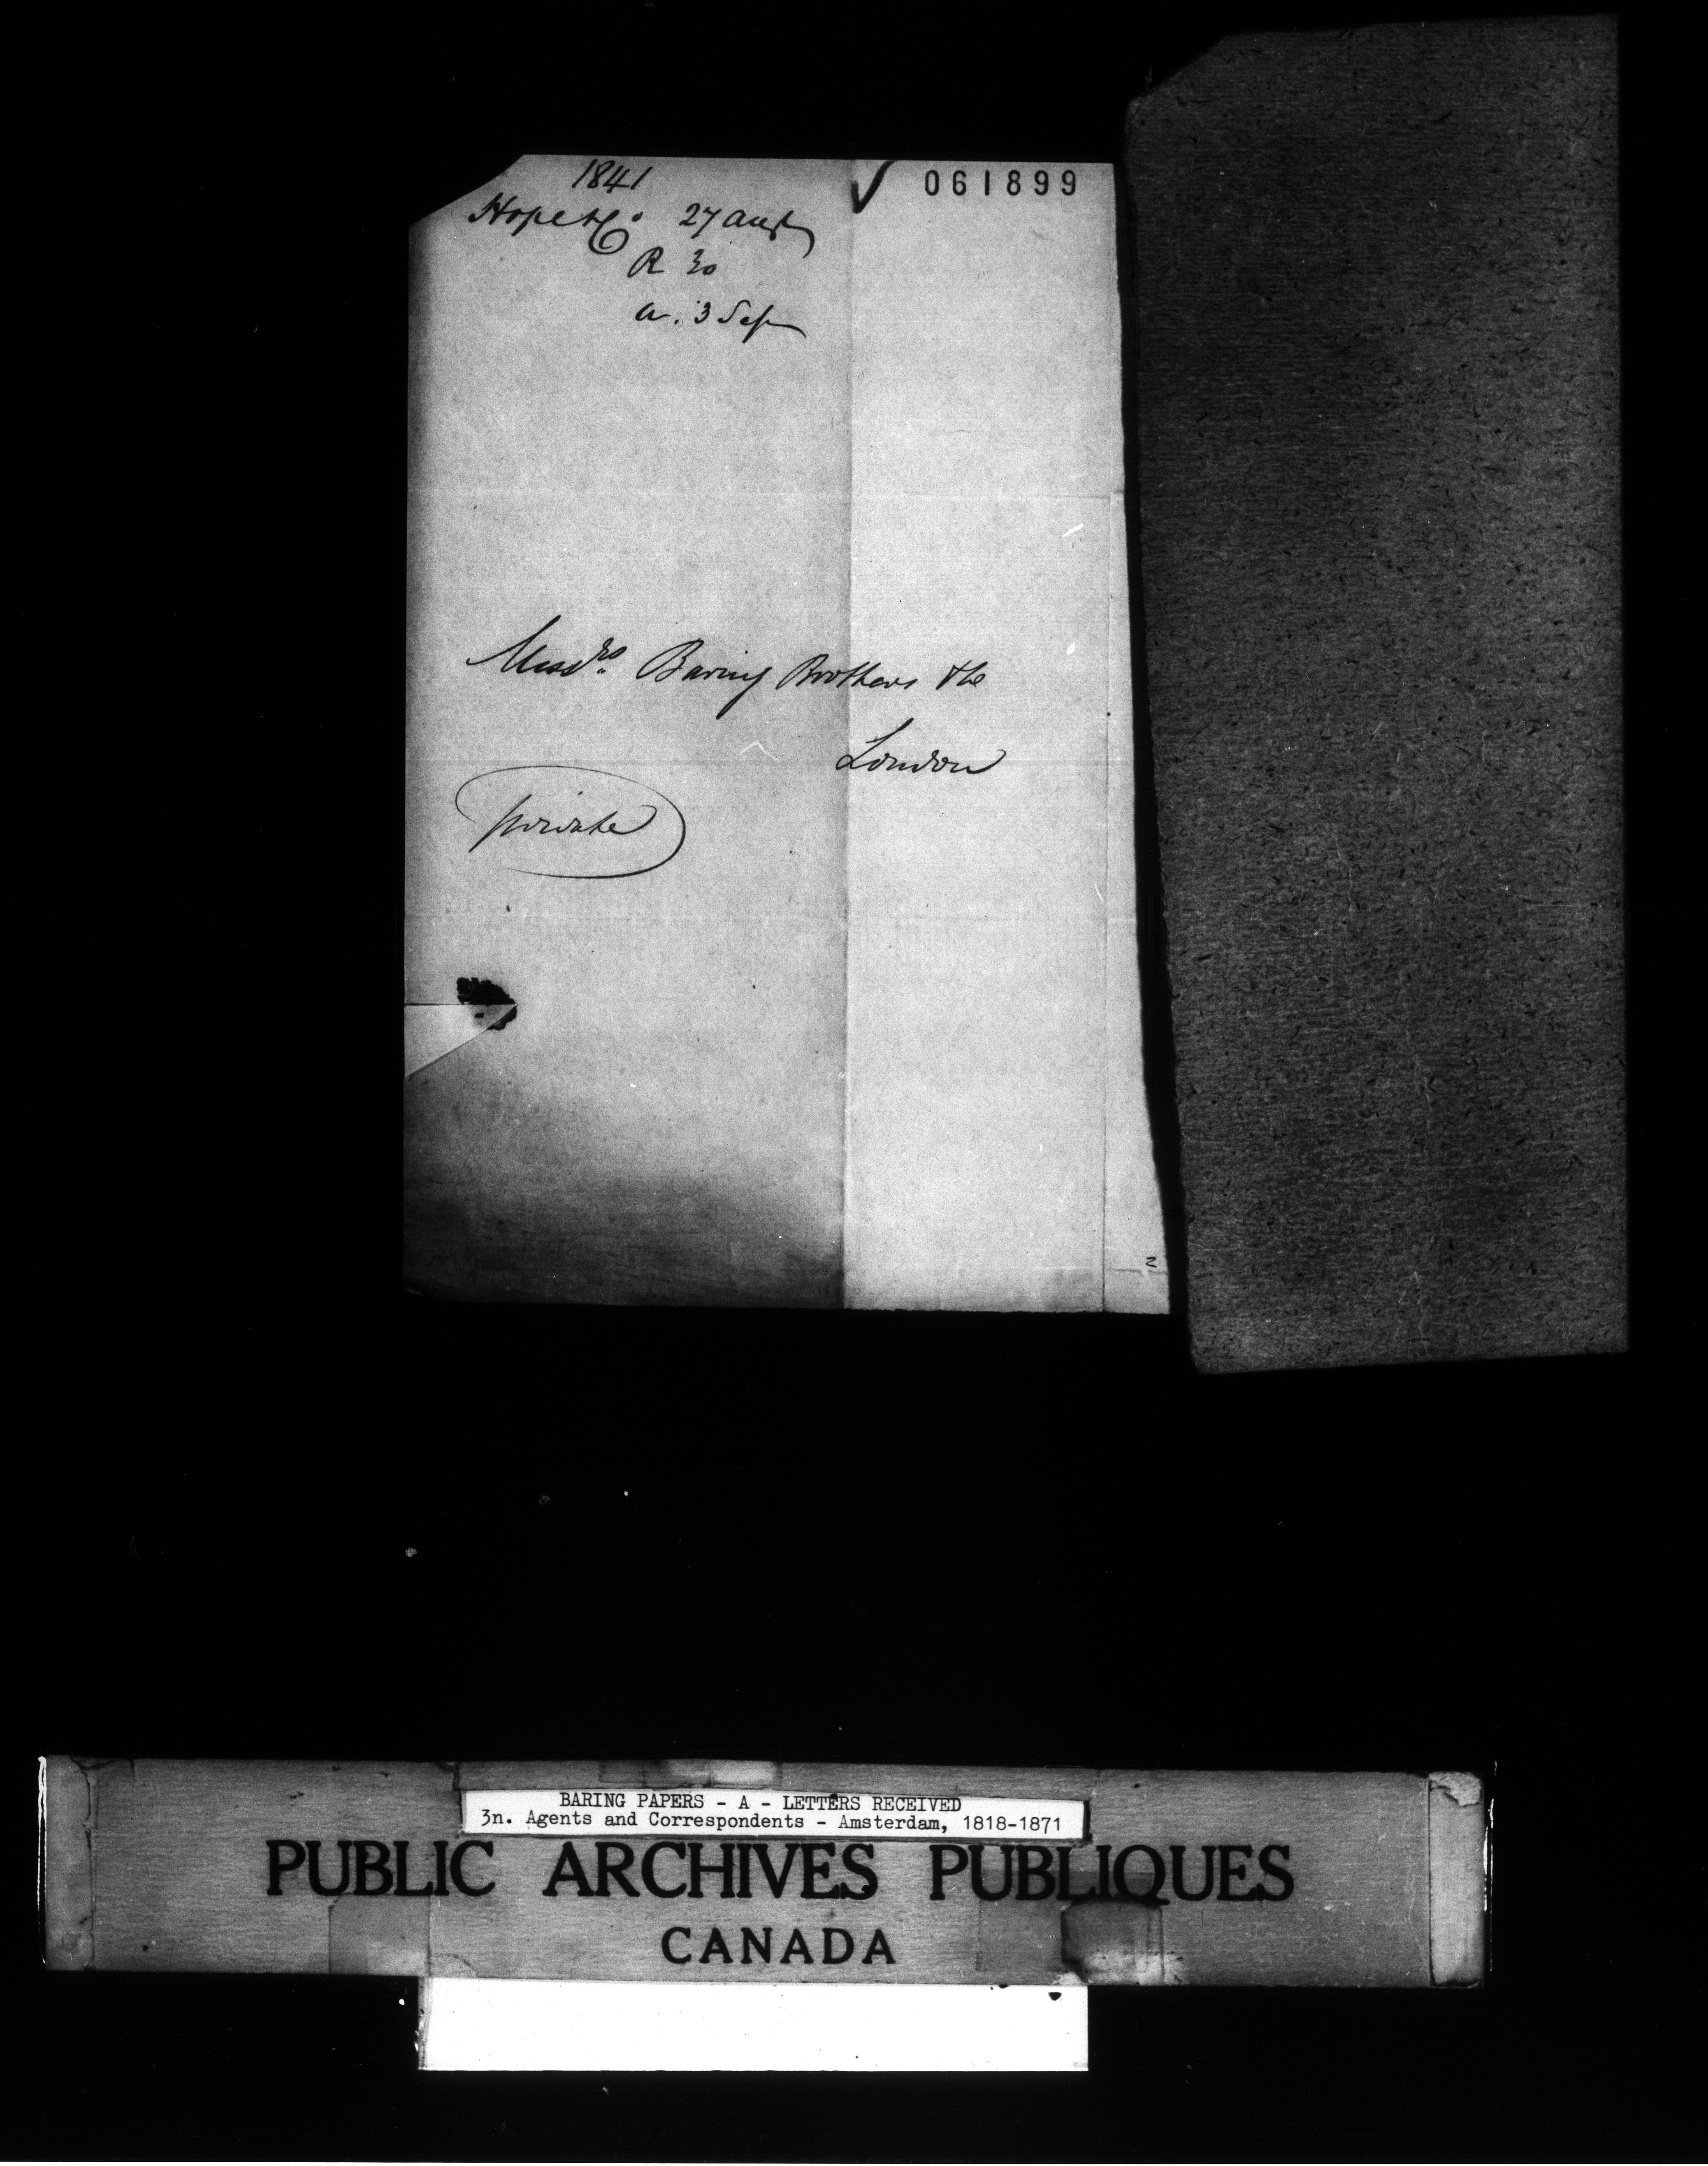 1841
061899
Hope & Co. 27 Augt
R 30
a. 3 Sep
Messrs. Baring Brothers & Co
London
private
BARING PAPERS - A - LETTERS RECEIVED
3n. Agents and Correspondents - Amsterdam, 1818-1871
PUBLIC ARCHIVES PUBLIQUES
CANADA